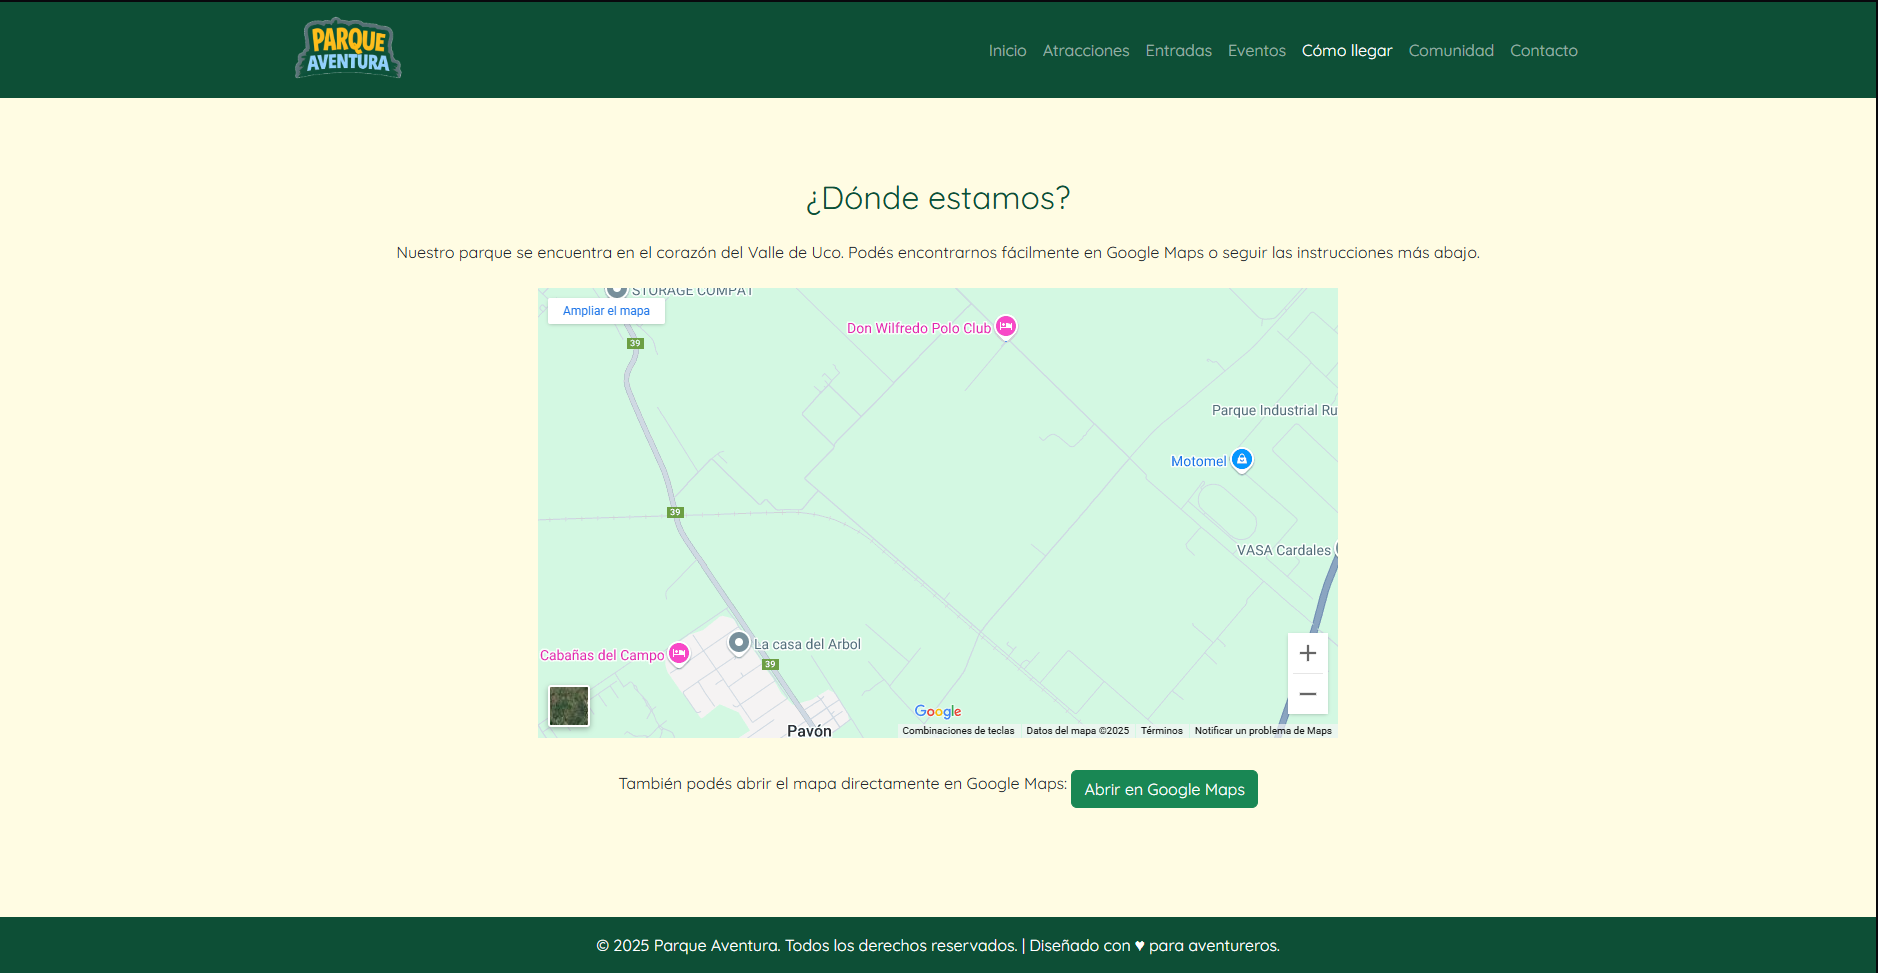 PARQUE
AVENTURA
Inicio Atracciones Entradas Eventos Cómo llegar Comunidad Contacto
¿Dónde estamos?
Nuestro parque se encuentra en el corazón del Valle de Uco. Podés encontrarnos fácilmente en Google Maps o seguir las instrucciones más abajo.
STORAGE COMPAT
Ampliar el mapa
Don Wilfredo Polo Club
39
Parque Industrial Ru
Motomel
39
VASA Cardales
La casa del Arbol
Cabañas del Campo
39
Google
Pavón
Combinaciones de teclas Datos del mapa ©2025 Términos Notificar un problema de Maps
También podés abrir el mapa directamente en Google Maps: Abrir en Google Maps
© 2025 Parque Aventura. Todos los derechos reservados. | Diseñado con ♥ para aventureros.